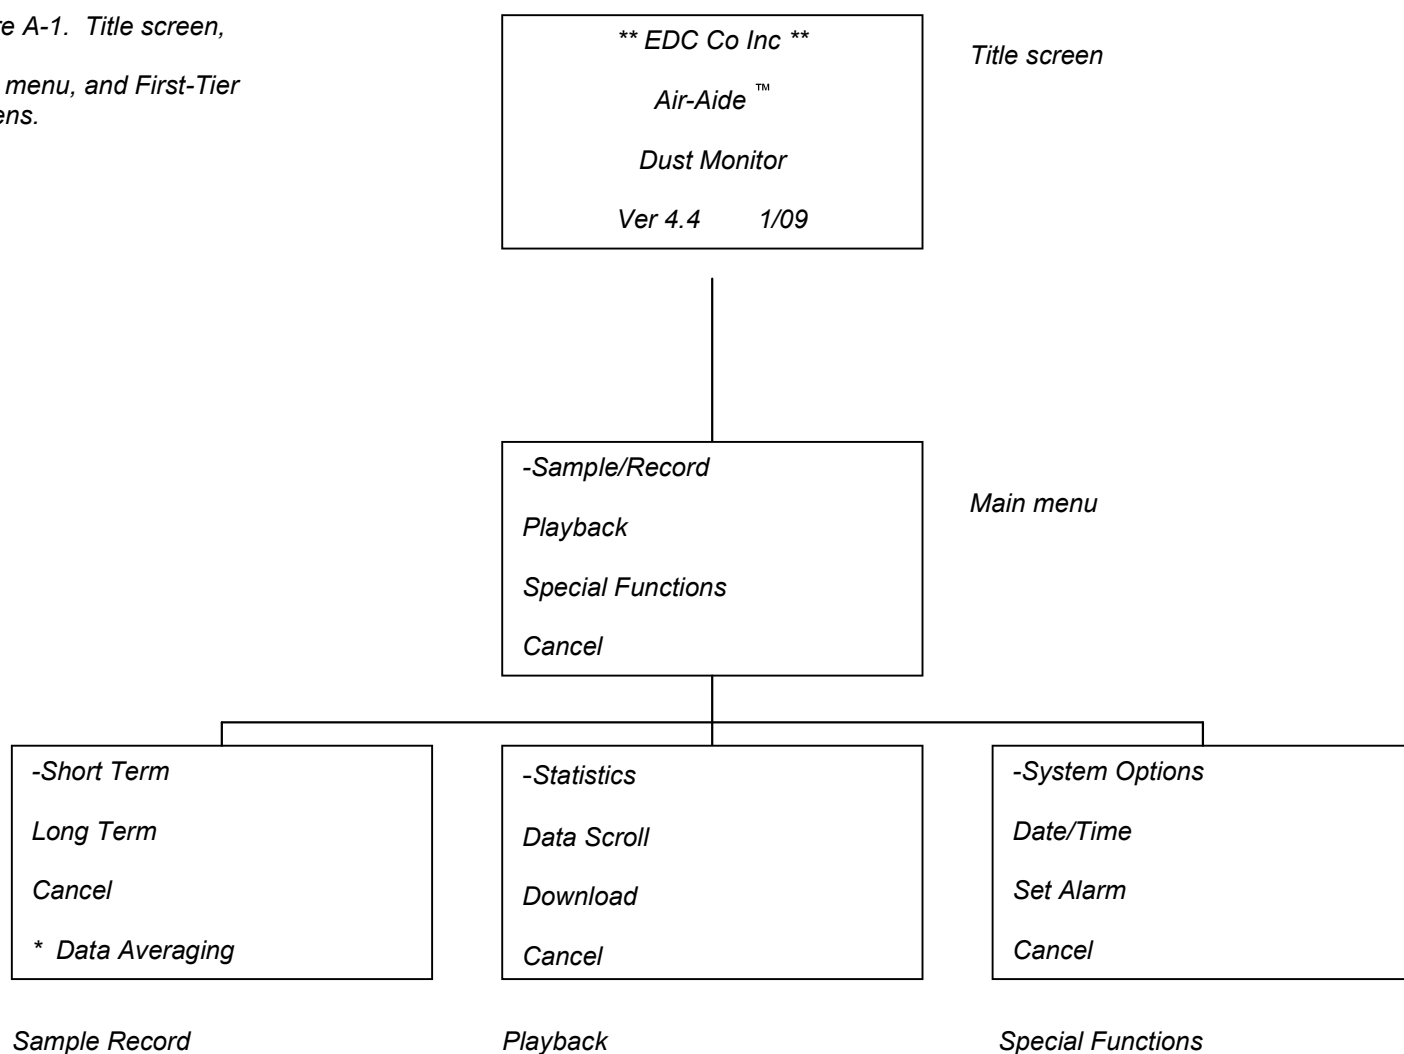 A-1. Title screen,
menu, and First-Tier
** EDC Co Inc **
Air-Aide ™
Dust Monitor
Ver 4.4 1/09
Title screen
-Sample/Record
Playback
Special Functions
Cancel
Main menu
-Short Term
Long Term
Cancel
* Data Averaging
-Statistics
Data Scroll
Download
Cancel
-System Options
Date/Time
Set Alarm
Cancel
Sample Record
Playback
Special Functions